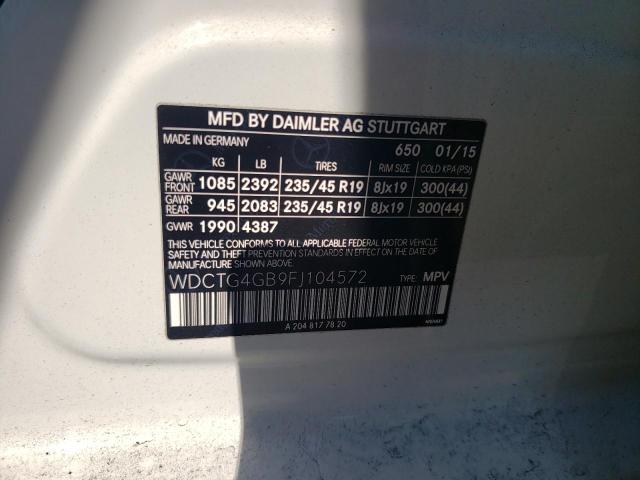 MFD BY DAIMLER AG STUTTGART
MADE IN GERMANY 650 01/15
KG LB TIRES RIM SIZE COLD KPA(PSI)
GAWR FRONT 1085 2392 235/45 R19 8Jx19 300(44)
GAWR REAR 945 2083 235/45 R19 8Jx19 300(44)
GVWR 1990 4387
THIS VEHICLE CONFORMS TO ALL APPLICABLE FEDERAL MOTOR VEHICLE
SAFETY AND THEFT PREVENTION STANDARDS IN EFFECT ON THE DATE OF
MANUFACTURE SHOWN ABOVE.
WDCTG4GB9FJ104572 TYPE: MPV
A 204 817 78 20